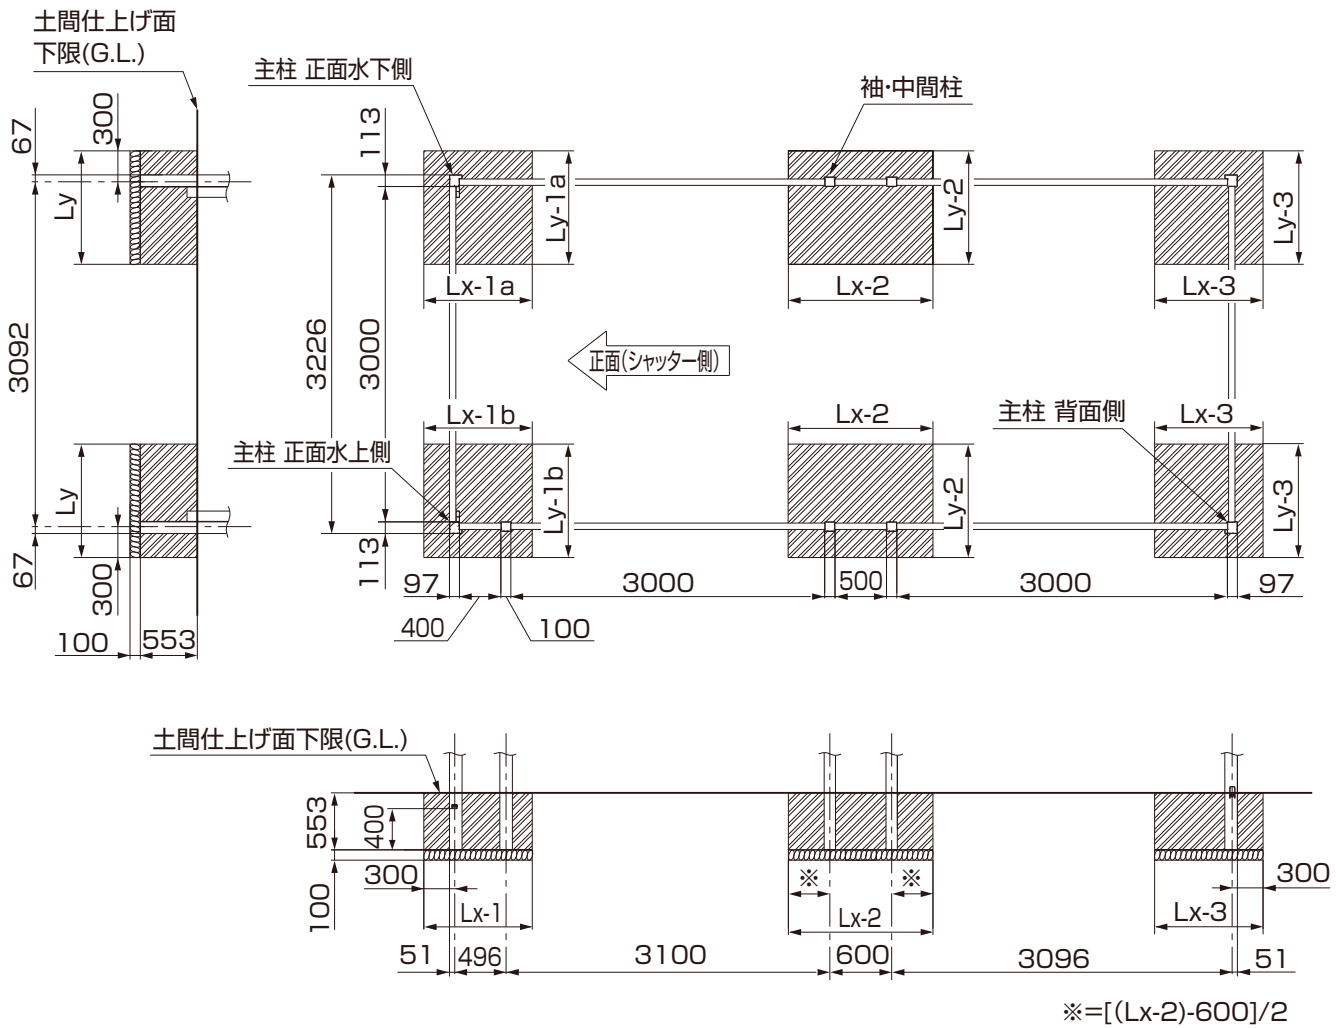 土間仕上げ面
下限(G.L.)
主柱 正面水下側
袖・中間柱
67
300
113
Ly
Ly-1a
Ly-2
Ly-3
Lx-1a
Lx-2
Lx-3
3092
3226
3000
正面(シャッター側)
Lx-1b
Lx-2
主柱 背面側
Lx-3
主柱 正面水上側
Ly
Ly-1b
Ly-2
Ly-3
67
300
113
97
3000
500
3000
97
400
100
100
553
土間仕上げ面下限(G.L.)
553
400
100
300
※
※
300
Lx-1
Lx-2
Lx-3
51
496
3100
600
3096
51
※=[(Lx-2)-600]/2